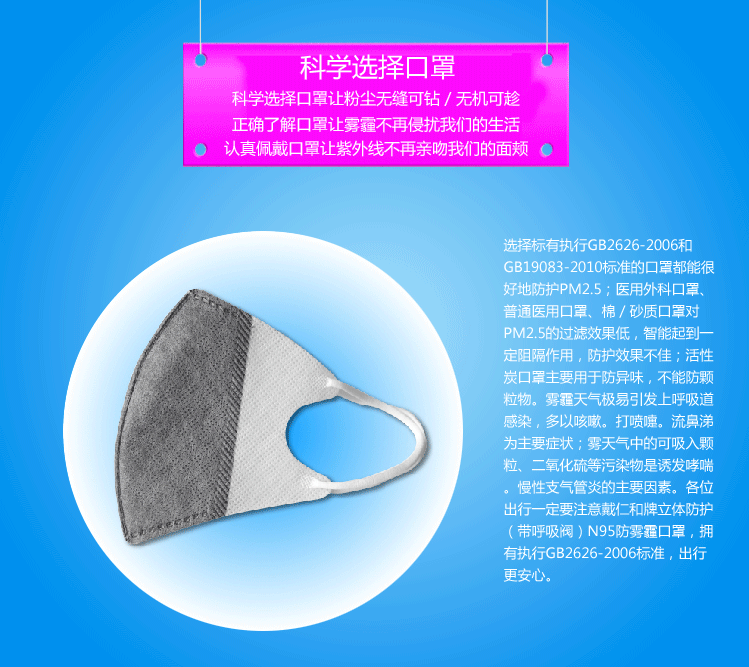 科学选择口罩
科学选择口罩让粉尘无缝可钻 / 无机可趁
正确了解口罩让雾霾不再侵扰我们的生活
认真佩戴口罩让紫外线不再亲吻我们的面颊
选择标有执行GB2626-2006和
GB19083-2010标准的口罩都能很
好地防护PM2.5；医用外科口罩、
普通医用口罩、棉 / 砂质口罩对
PM2.5的过滤效果低，智能起到一
定阻隔作用，防护效果不佳；活性
炭口罩主要用于防异味，不能防颗
粒物。雾霾天气极易引发上呼吸道
感染，多以咳嗽。打喷嚏。流鼻涕
为主要症状；雾天气中的可吸入颗
粒、二氧化硫等污染物是诱发哮喘
。慢性支气管炎的主要因素。各位
出行一定要注意戴仁和牌立体防护
（带呼吸阀）N95防雾霾口罩，拥
有执行GB2626-2006标准，出行
更安心。